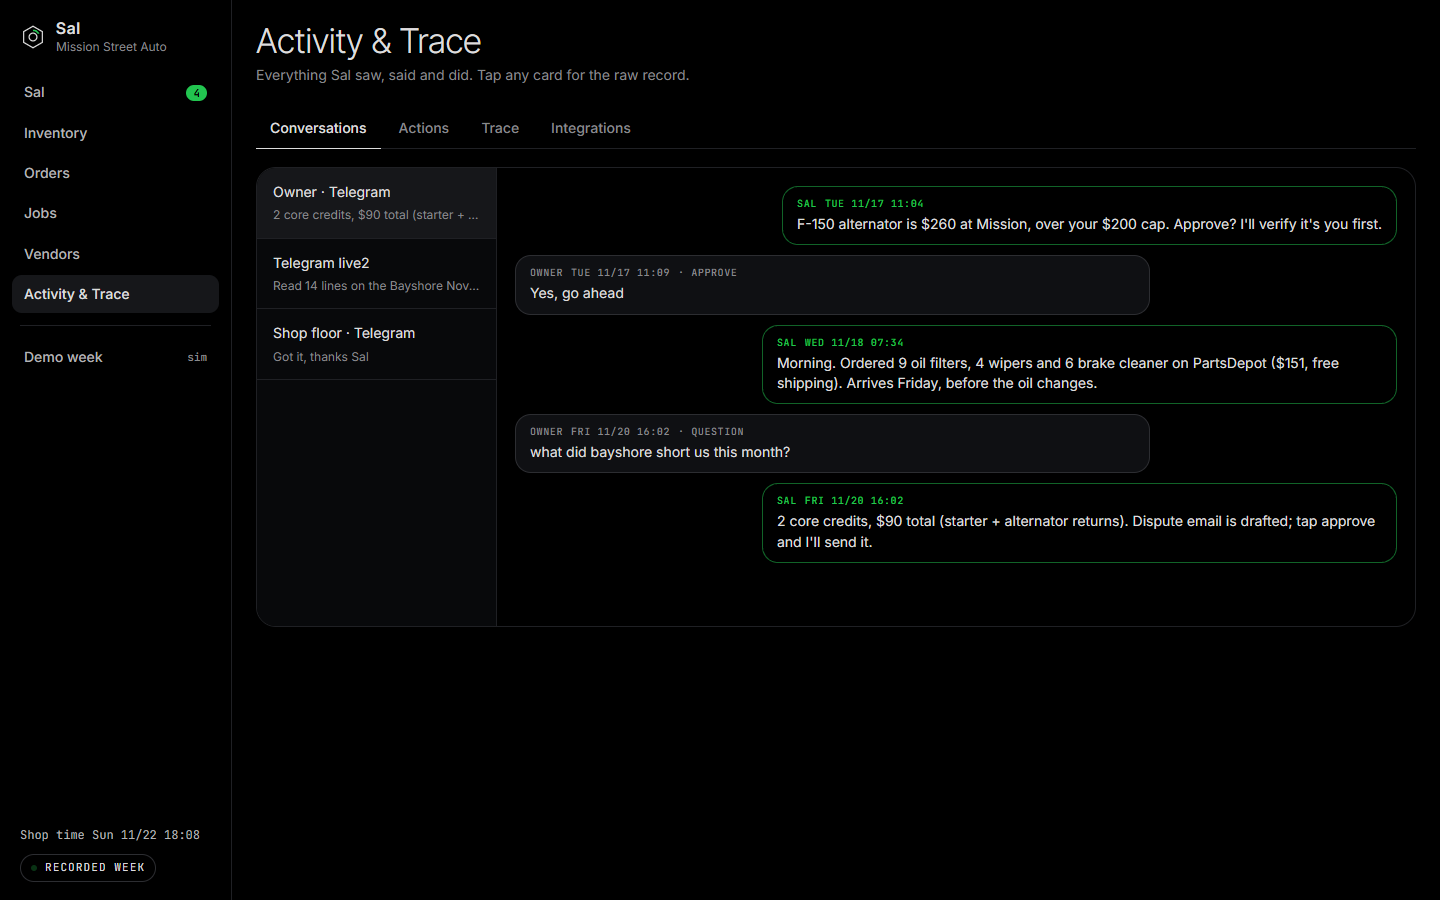 Sal
Mission Street Auto
Sal
4
Inventory
Orders
Jobs
Vendors
Activity & Trace
Demo week
sim
Shop time Sun 11/22 18:08
RECORDED WEEK
Activity & Trace
Everything Sal saw, said and did. Tap any card for the raw record.
Conversations
Actions
Trace
Integrations
Owner · Telegram
2 core credits, $90 total (starter + ...
Telegram live2
Read 14 lines on the Bayshore Nov...
Shop floor · Telegram
Got it, thanks Sal
SAL TUE 11/17 11:04
F-150 alternator is $260 at Mission, over your $200 cap. Approve? I'll verify it's you first.
OWNER TUE 11/17 11:09 · APPROVE
Yes, go ahead
SAL WED 11/18 07:34
Morning. Ordered 9 oil filters, 4 wipers and 6 brake cleaner on PartsDepot ($151, free
shipping). Arrives Friday, before the oil changes.
OWNER FRI 11/20 16:02 · QUESTION
what did bayshore short us this month?
SAL FRI 11/20 16:02
2 core credits, $90 total (starter + alternator returns). Dispute email is drafted; tap approve
and I'll send it.